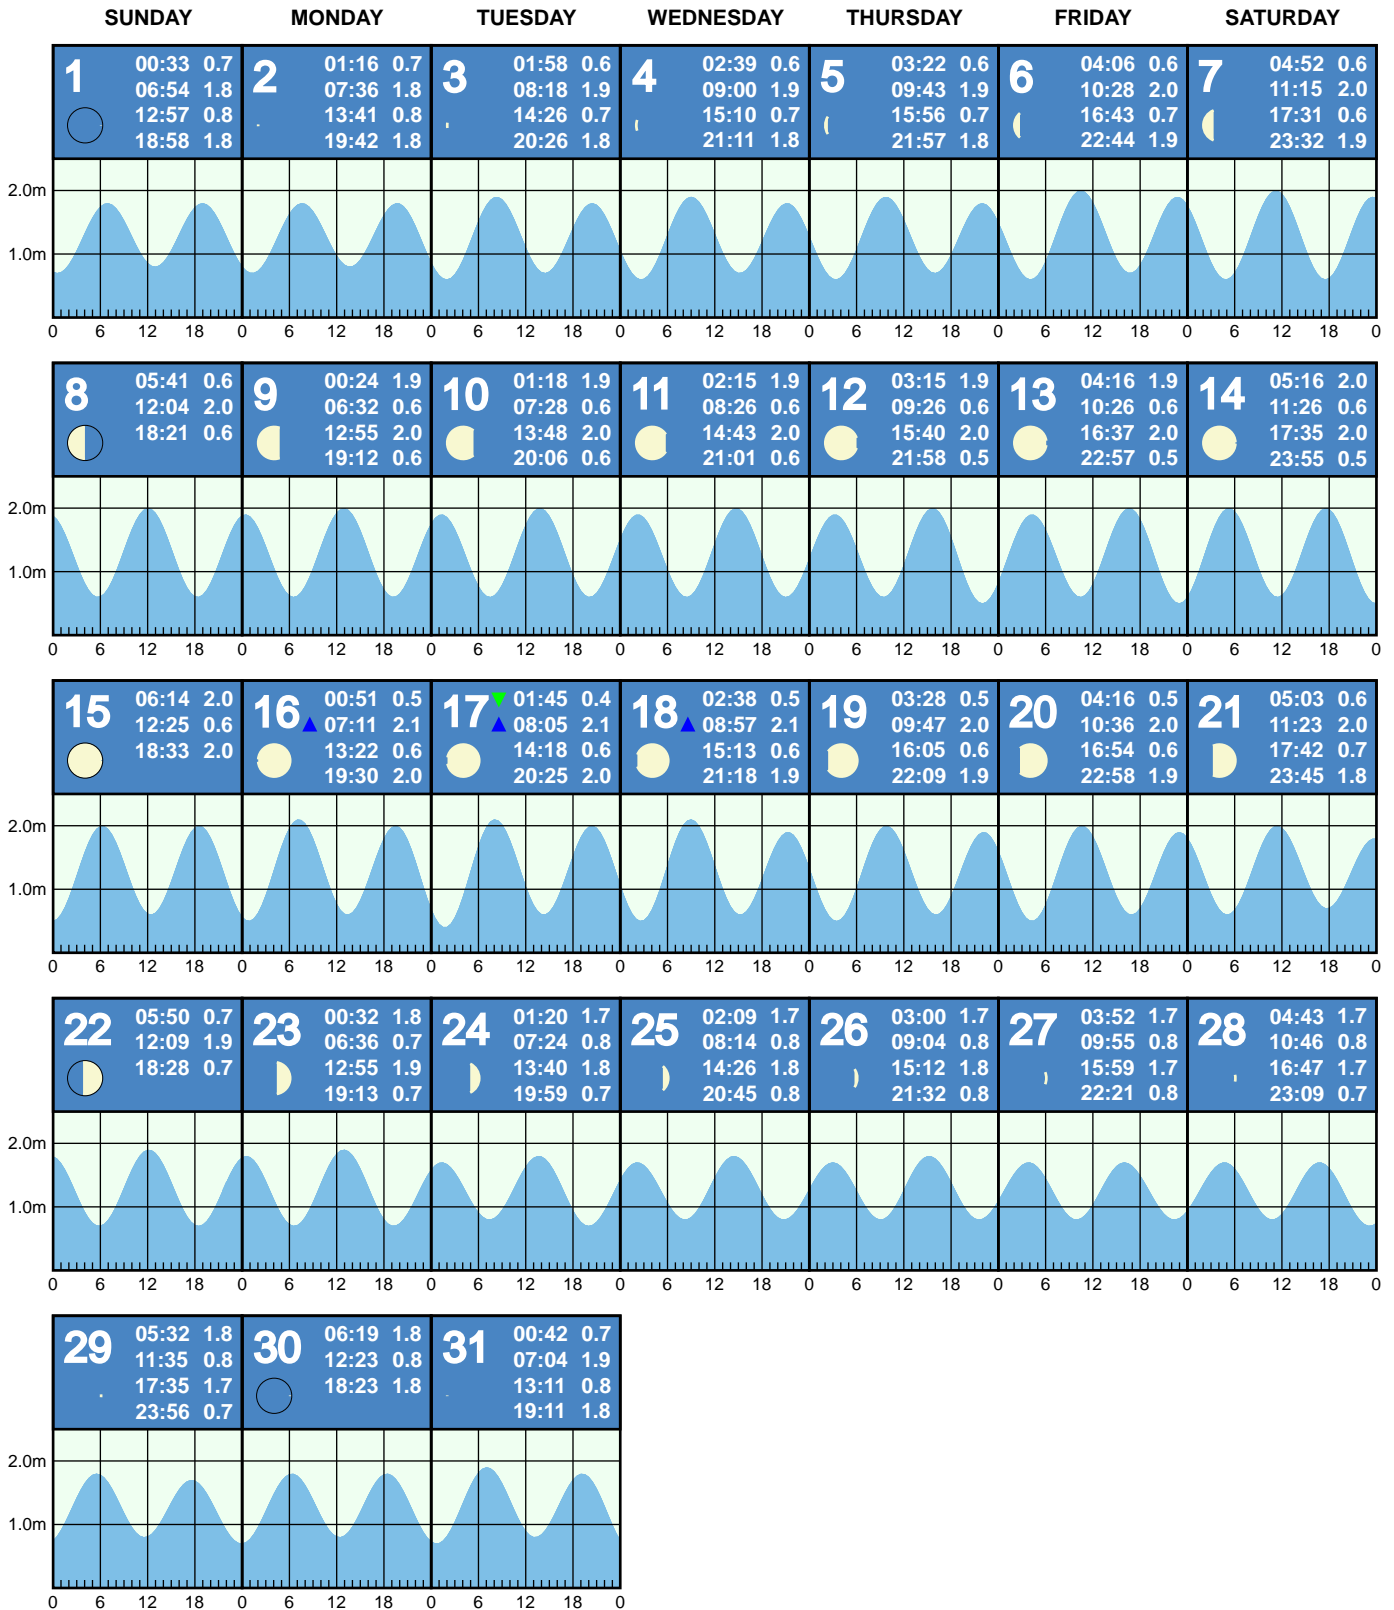 SUNDAY MONDAY TUESDAY WEDNESDAY THURSDAY FRIDAY SATURDAY
1 00:33 0.7
06:54 1.8
12:57 0.8
18:58 1.8
2 01:16 0.7
07:36 1.8
13:41 0.8
19:42 1.8
3 01:58 0.6
08:18 1.9
14:26 0.7
20:26 1.8
4 02:39 0.6
09:00 1.9
15:10 0.7
21:11 1.8
5 03:22 0.6
09:43 1.9
15:56 0.7
21:57 1.8
6 04:06 0.6
10:28 2.0
16:43 0.7
22:44 1.9
7 04:52 0.6
11:15 2.0
17:31 0.6
23:32 1.9
2.0m
1.0m
0 6 12 18 0 6 12 18 0 6 12 18 0 6 12 18 0 6 12 18 0 6 12 18 0 6 12 18 0
8 05:41 0.6
12:04 2.0
18:21 0.6
9 00:24 1.9
06:32 0.6
12:55 2.0
19:12 0.6
10 01:18 1.9
07:28 0.6
13:48 2.0
20:06 0.6
11 02:15 1.9
08:26 0.6
14:43 2.0
21:01 0.6
12 03:15 1.9
09:26 0.6
15:40 2.0
21:58 0.5
13 04:16 1.9
10:26 0.6
16:37 2.0
22:57 0.5
14 05:16 2.0
11:26 0.6
17:35 2.0
23:55 0.5
2.0m
1.0m
0 6 12 18 0 6 12 18 0 6 12 18 0 6 12 18 0 6 12 18 0 6 12 18 0 6 12 18 0
15 06:14 2.0
12:25 0.6
18:33 2.0
16 00:51 0.5
07:11 2.1
13:22 0.6
19:30 2.0
17 01:45 0.4
08:05 2.1
14:18 0.6
20:25 2.0
18 02:38 0.5
08:57 2.1
15:13 0.6
21:18 1.9
19 03:28 0.5
09:47 2.0
16:05 0.6
22:09 1.9
20 04:16 0.5
10:36 2.0
16:54 0.6
22:58 1.9
21 05:03 0.6
11:23 2.0
17:42 0.7
23:45 1.8
2.0m
1.0m
0 6 12 18 0 6 12 18 0 6 12 18 0 6 12 18 0 6 12 18 0 6 12 18 0 6 12 18 0
22 05:50 0.7
12:09 1.9
18:28 0.7
23 00:32 1.8
06:36 0.7
12:55 1.9
19:13 0.7
24 01:20 1.7
07:24 0.8
13:40 1.8
19:59 0.7
25 02:09 1.7
08:14 0.8
14:26 1.8
20:45 0.8
26 03:00 1.7
09:04 0.8
15:12 1.8
21:32 0.8
27 03:52 1.7
09:55 0.8
15:59 1.7
22:21 0.8
28 04:43 1.7
10:46 0.8
16:47 1.7
23:09 0.7
2.0m
1.0m
0 6 12 18 0 6 12 18 0 6 12 18 0 6 12 18 0 6 12 18 0 6 12 18 0 6 12 18 0
29 05:32 1.8
11:35 0.8
17:35 1.7
23:56 0.7
30 06:19 1.8
12:23 0.8
18:23 1.8
31 00:42 0.7
07:04 1.9
13:11 0.8
19:11 1.8
2.0m
1.0m
0 6 12 18 0 6 12 18 0 6 12 18 0